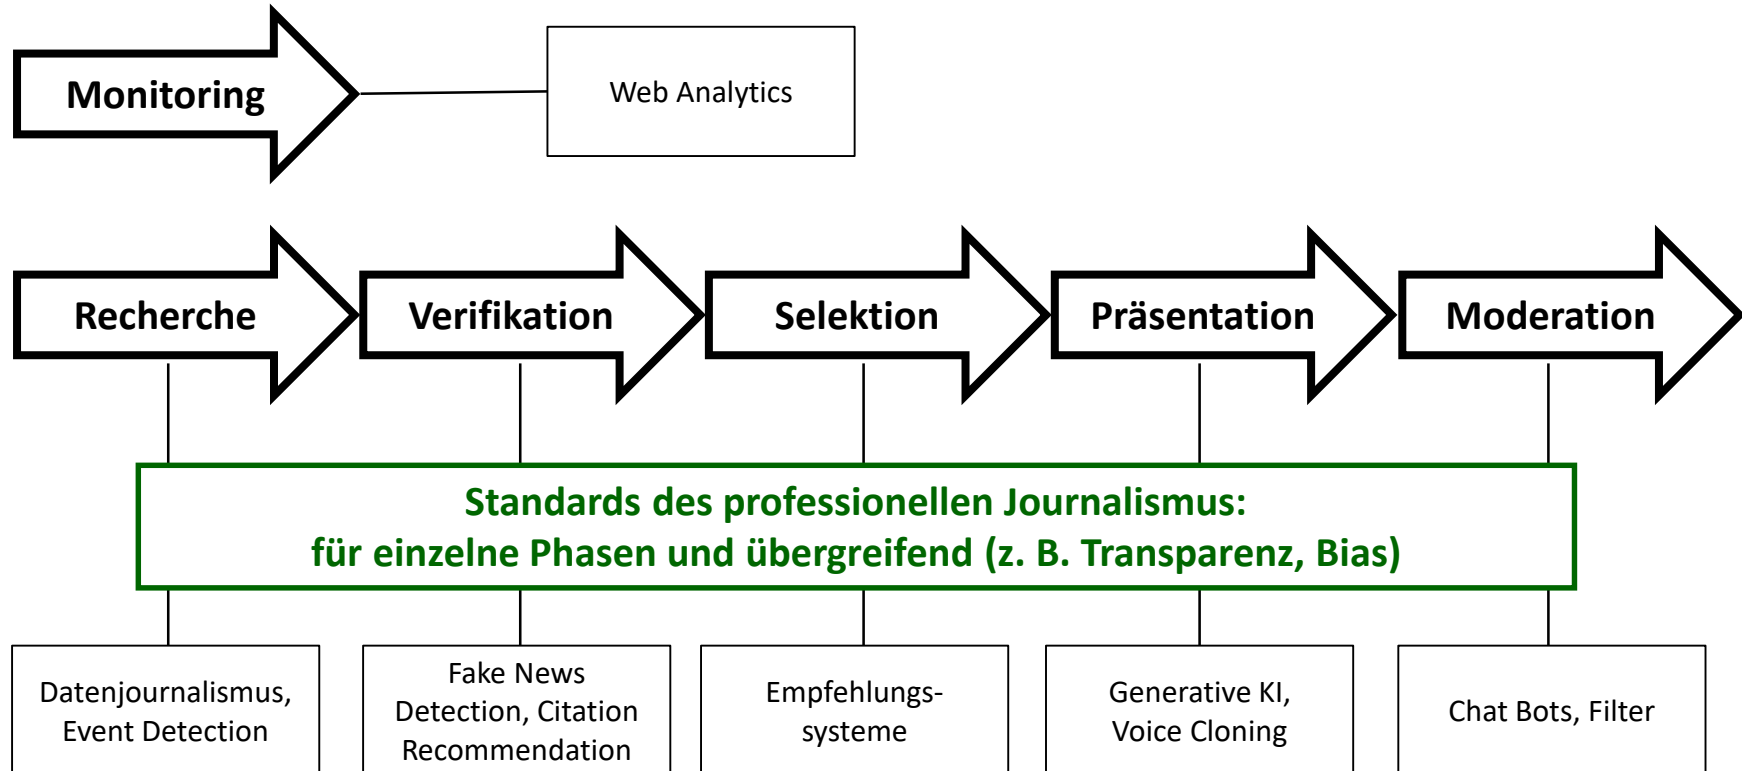 Monitoring
Web Analytics
Recherche
Verifikation
Selektion
Präsentation
Moderation
Standards des professionellen Journalismus:
für einzelne Phasen und übergreifend (z. B. Transparenz, Bias)
Datenjournalismus,
Event Detection
Fake News
Detection, Citation
Recommendation
Empfehlungs-
systeme
Generative KI,
Voice Cloning
Chat Bots, Filter